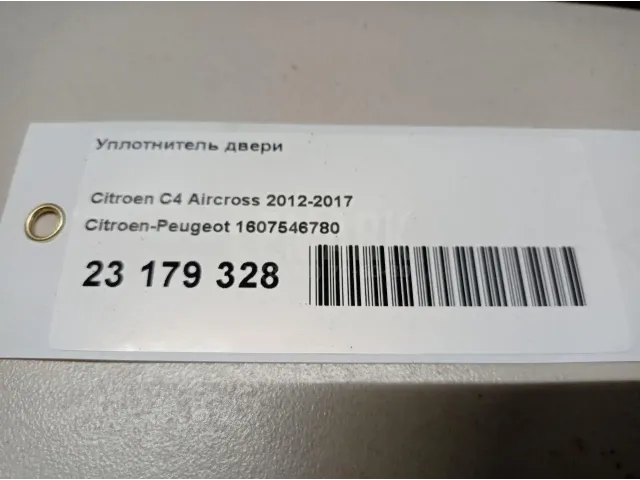 Уплотнитель двери
Citroen C4 Aircross 2012-2017
Citroen-Peugeot 1607546780
23 179 328